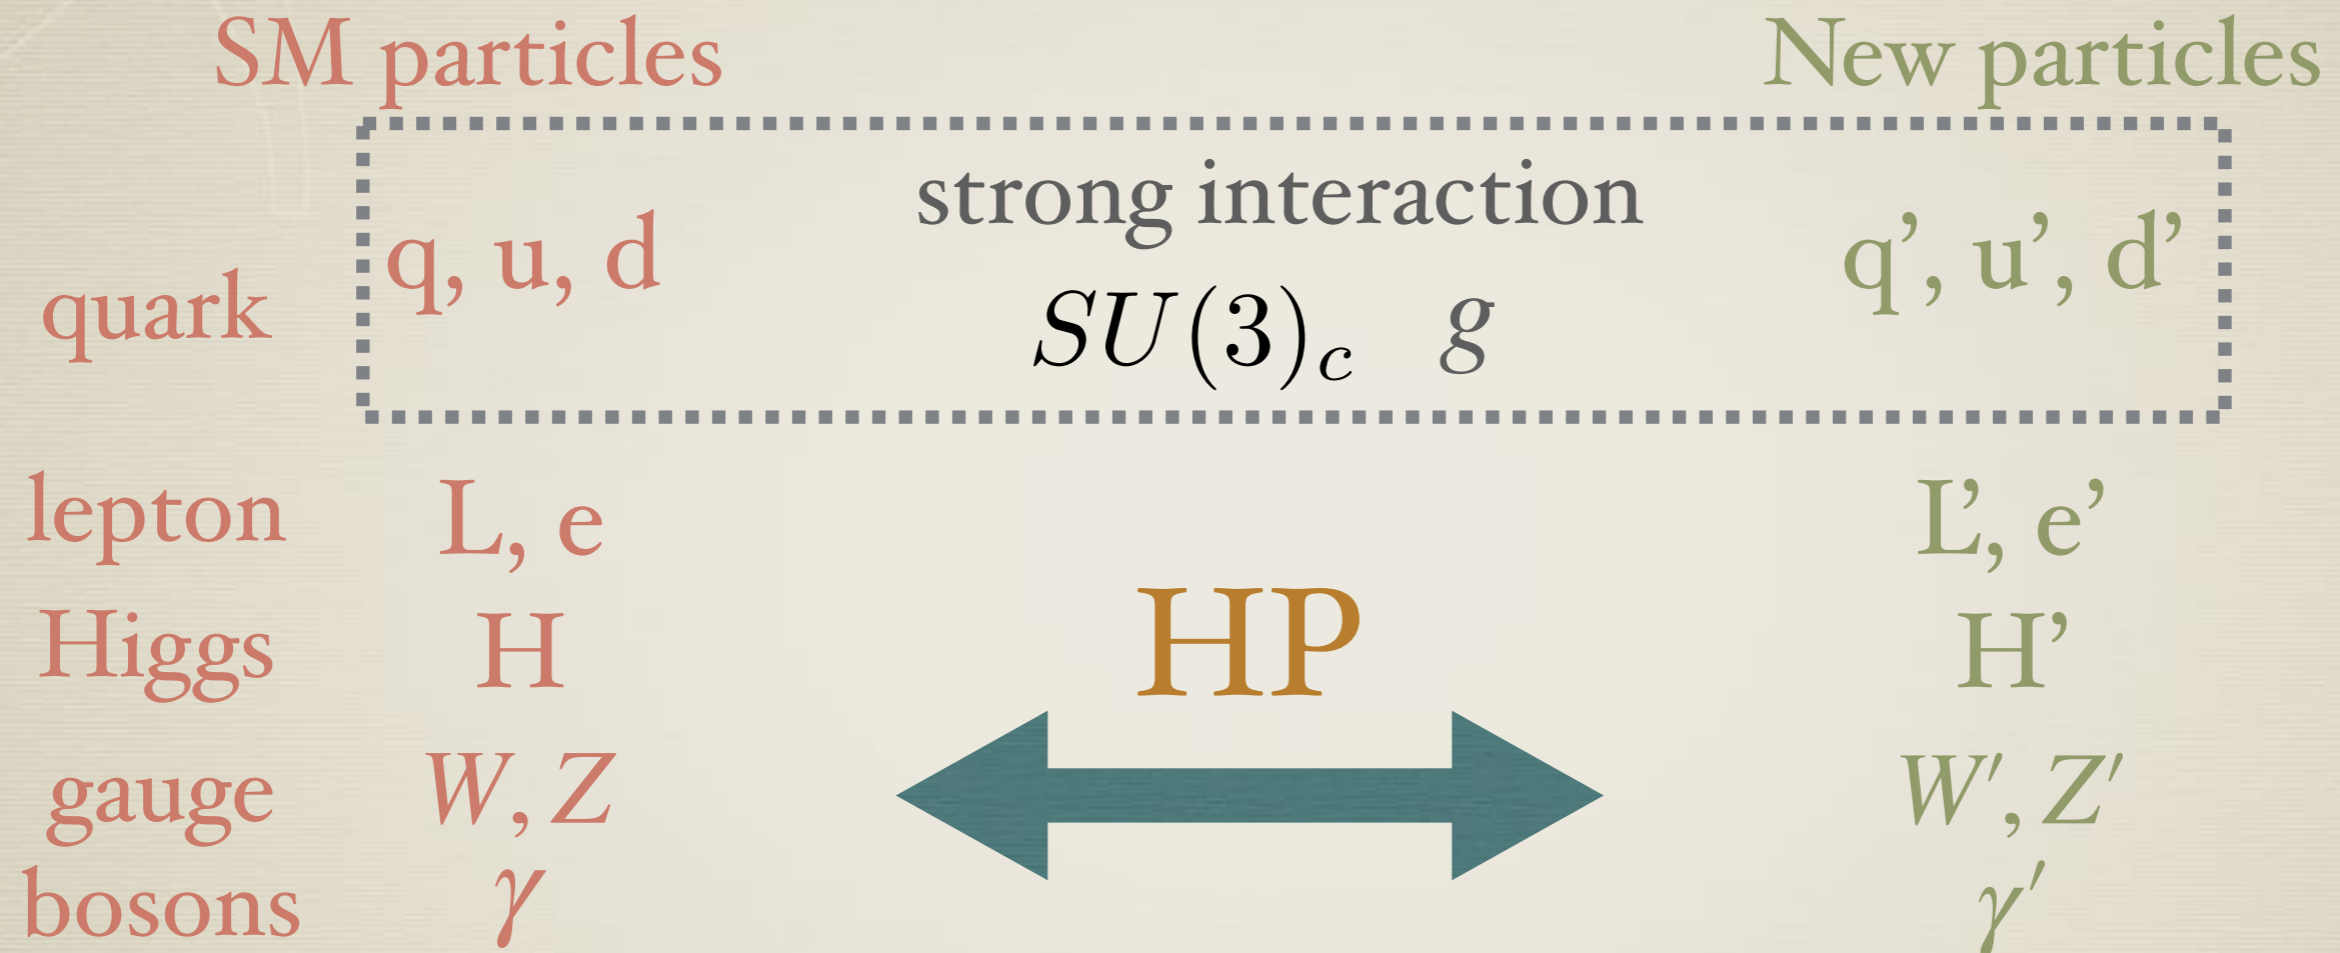 SM particles New particles
strong interaction
q, u, d q’, u’, d’
quark SU(3)c g
lepton L, e L’, e’
HP
Higgs H H’
gauge W, Z W′, Z′
bosons γ γ′